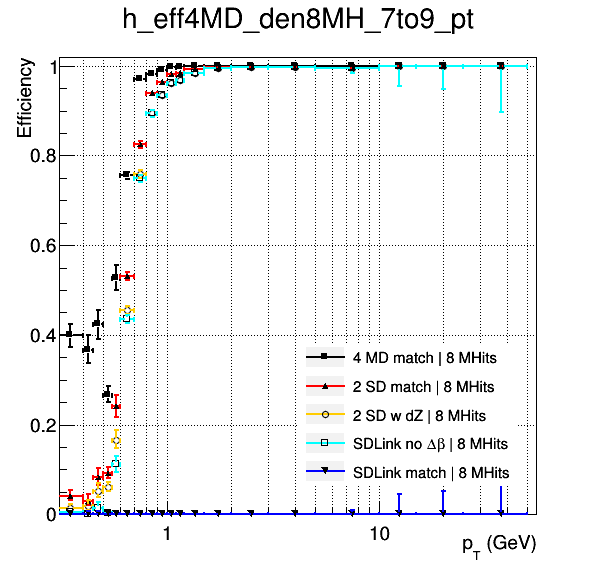 h_eff4MD_den8MH_7to9_pt
Efficiency
1
0.8
0.6
0.4
0.2
0
4 MD match | 8 MHits
2 SD match | 8 MHits
2 SD w dZ | 8 MHits
SDLink no Δβ | 8 MHits
SDLink match | 8 MHits
1
10
p_T (GeV)